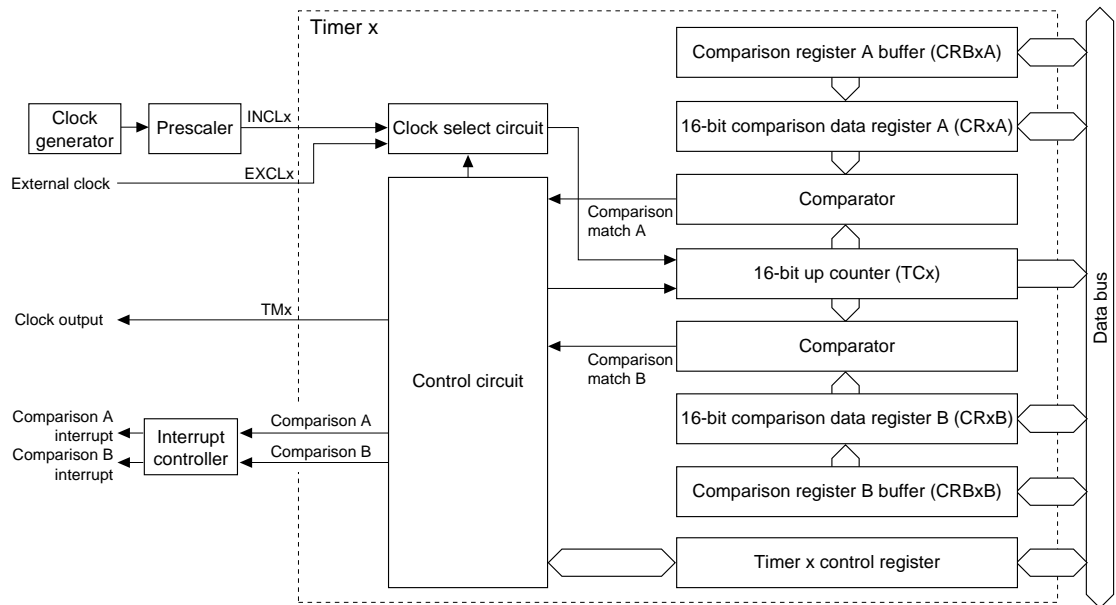 Timer x
Comparison register A buffer (CRBxA)
Clock
generator
Prescaler
INCLx
Clock select circuit
16-bit comparison data register A (CRxA)
External clock
EXCLx
Comparator
Comparison
match A
16-bit up counter (TCx)
Data bus
Clock output
TMx
Comparator
Comparison
match B
Control circuit
Comparison A
interrupt
Comparison B
interrupt
Interrupt
controller
Comparison A
Comparison B
16-bit comparison data register B (CRxB)
Comparison register B buffer (CRBxB)
Timer x control register